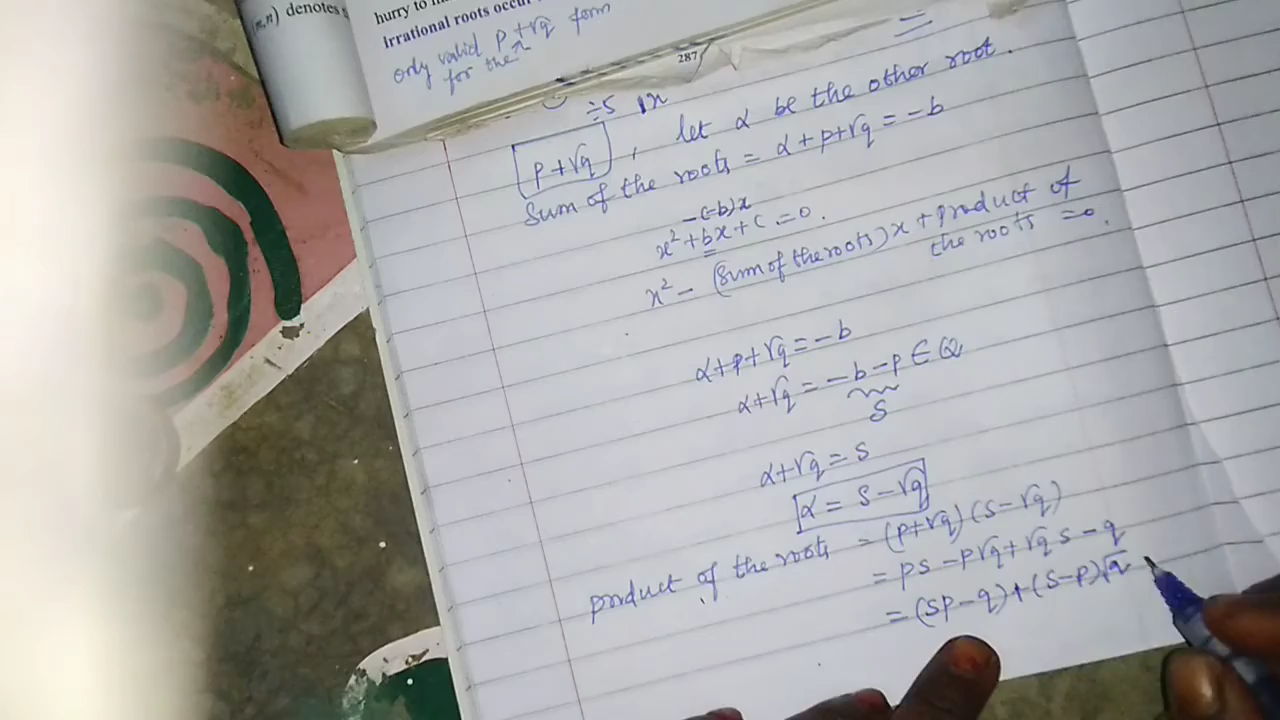 (m,n) denotes
hurry to
Irrational roots occu
only valid p+√q form
for the
287
÷5 x
p+√q , let α be the other root.
Sum of the roots = α+p+√q = -b
-(-b)x
x²+bx+c=0.
x² - (Sum of the roots)x + product of
the roots =0.
α+p+√q = -b
α+√q = -b-p ∈ Q
s
α+√q = s
α = s-√q
product of the roots = (p+√q)(s-√q)
= ps -p√q+√q s -q
= (sp-q)+(s-p)√q